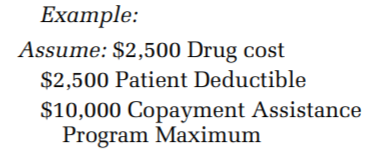 Example:
Assume: $2,500 Drug cost
$2,500 Patient Deductible
$10,000 Copayment Assistance
Program Maximum